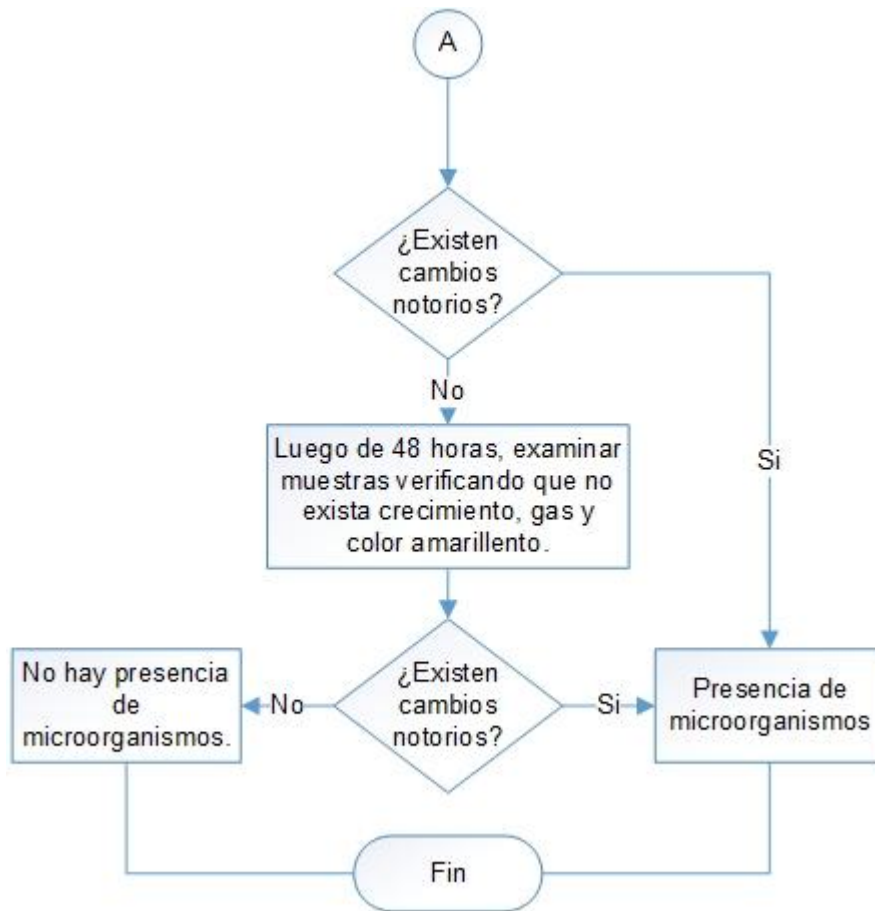 A
¿Existen
cambios
notorios?
No
Si
Luego de 48 horas, examinar
muestras verificando que no
exista crecimiento, gas y
color amarillento.
No hay presencia
de
microorganismos.
No
¿Existen
cambios
notorios?
Si
Presencia de
microorganismos
Fin